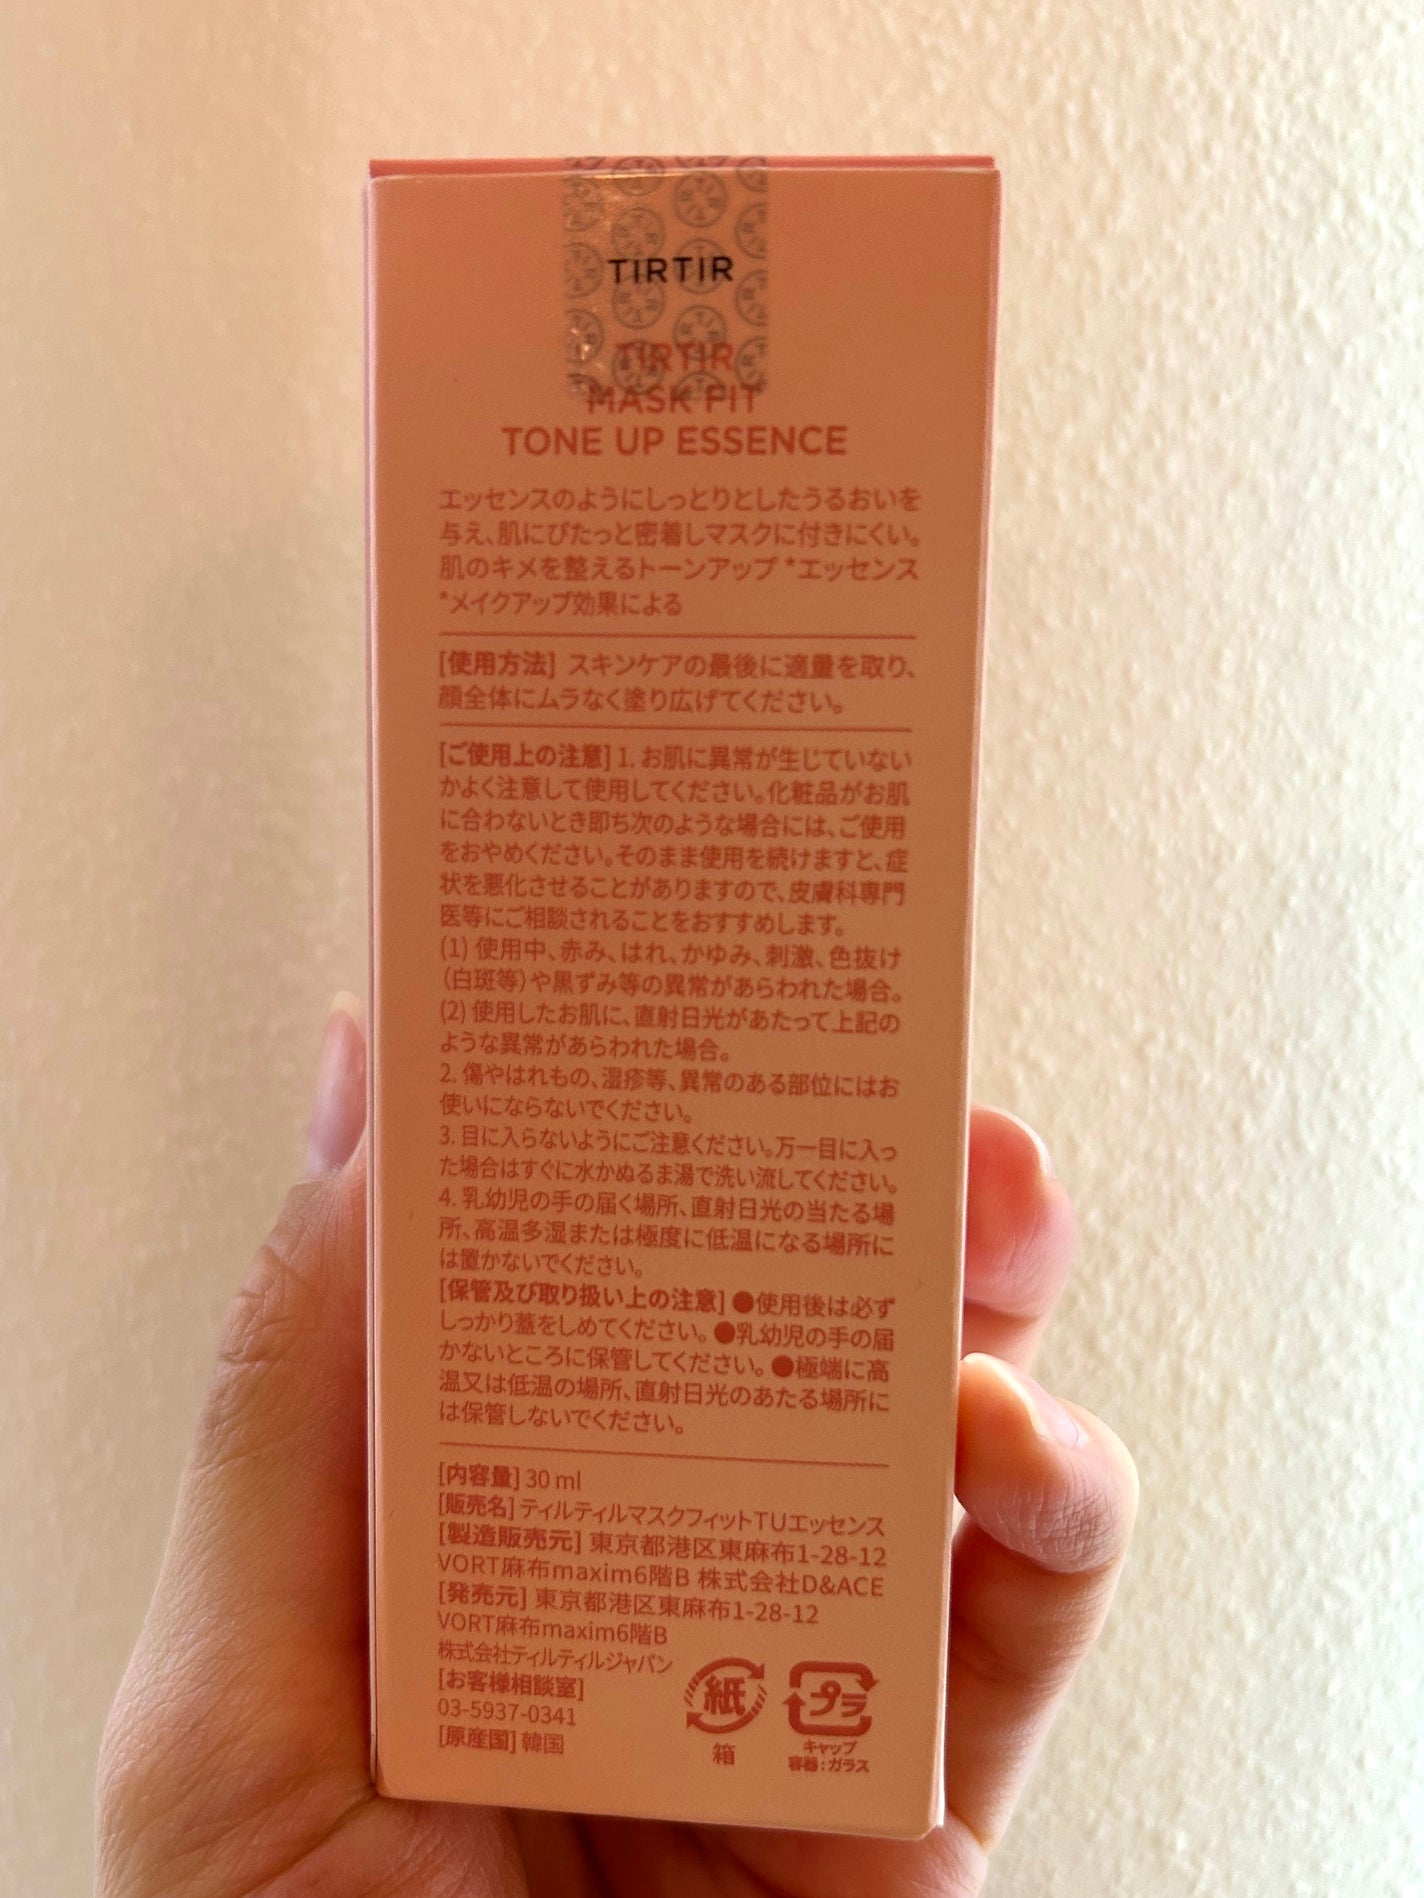 TIRTIR
TIRTIR
MASK FIT
TONE UP ESSENCE
エッセンスのようにしっとりとしたうるおいを
与え、肌にぴたっと密着しマスクに付きにくい。
肌のキメを整えるトーンアップ *エッセンス
*メイクアップ効果による
[使用方法] スキンケアの最後に適量を取り、
顔全体にムラなく塗り広げてください。
[ご使用上の注意] 1. お肌に異常が生じていない
かよく注意して使用してください。化粧品がお肌
に合わないとき即ち次のような場合には、ご使用
をおやめください。そのまま使用を続けますと、症
状を悪化させることがありますので、皮膚科専門
医等にご相談されることをおすすめします。
(1) 使用中、赤み、はれ、かゆみ、刺激、色抜け
(白斑等)や黒ずみ等の異常があらわれた場合。
(2) 使用したお肌に、直射日光があたって上記の
ような異常があらわれた場合。
2. 傷やはれもの、湿疹等、異常のある部位にはお
使いにならないでください。
3. 目に入らないようにご注意ください。万一目に入っ
た場合はすぐに水かぬるま湯で洗い流してください。
4. 乳幼児の手の届く場所、直射日光の当たる場
所、高温多湿または極度に低温になる場所に
は置かないでください。
[保管及び取り扱い上の注意] ●使用後は必ず
しっかり蓋をしめてください。●乳幼児の手の届
かないところに保管してください。●極端に高
温又は低温の場所、直射日光のあたる場所に
は保管しないでください。
[内容量] 30 ml
[販売名] ティルティルマスクフィットTUエッセンス
[製造販売元] 東京都港区東麻布1-28-12
VORT麻布maxim6階B 株式会社D&ACE
[発売元] 東京都港区東麻布1-28-12
VORT麻布maxim6階B
株式会社ティルティルジャパン
[お客様相談室]
03-5937-0341
[原産国] 韓国
紙
箱
プラ
キャップ
容器:ガラス